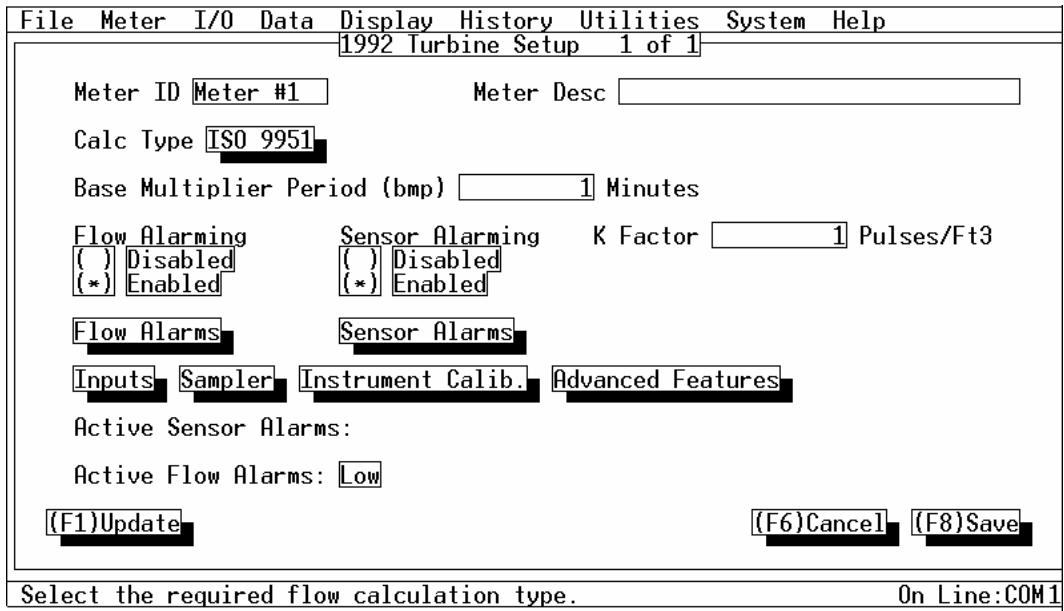 File Meter I/O Data Display History Utilities System Help
1992 Turbine Setup 1 of 1
Meter ID Meter #1 Meter Desc
Calc Type ISO 9951
Base Multiplier Period (bmp) 1 Minutes
Flow Alarming Sensor Alarming K Factor 1 Pulses/Ft3
( ) Disabled ( ) Disabled
(*) Enabled (*) Enabled
Flow Alarms Sensor Alarms
Inputs Sampler Instrument Calib. Advanced Features
Active Sensor Alarms:
Active Flow Alarms: Low
(F1)Update (F6)Cancel (F8)Save
Select the required flow calculation type. On Line:COM1